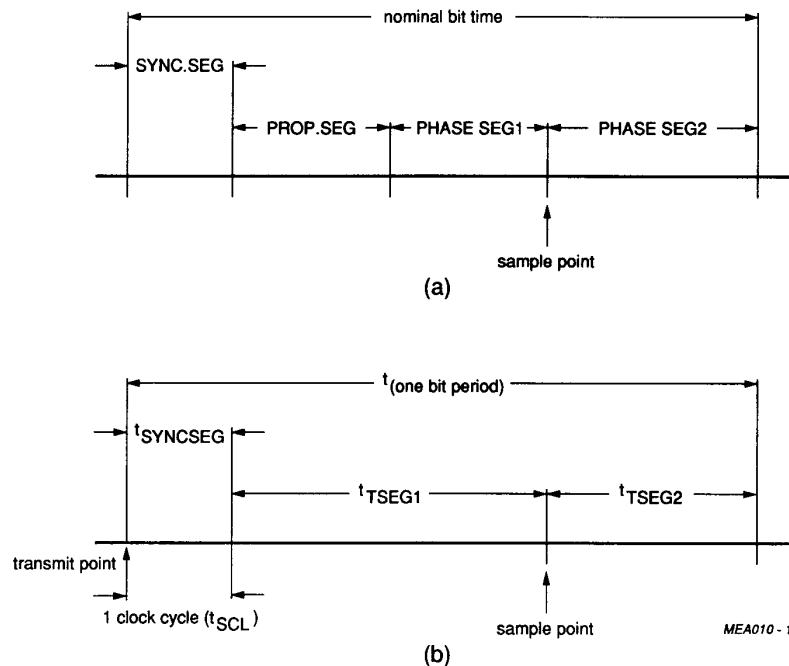 nominal bit time
SYNC.SEG
PROP.SEG PHASE SEG1 PHASE SEG2
sample point
(a)
t(one bit period)
tSYNCSEG
tTSEG1 tTSEG2
transmit point
1 clock cycle (tSCL)
sample point
MEA010 - 1
(b)